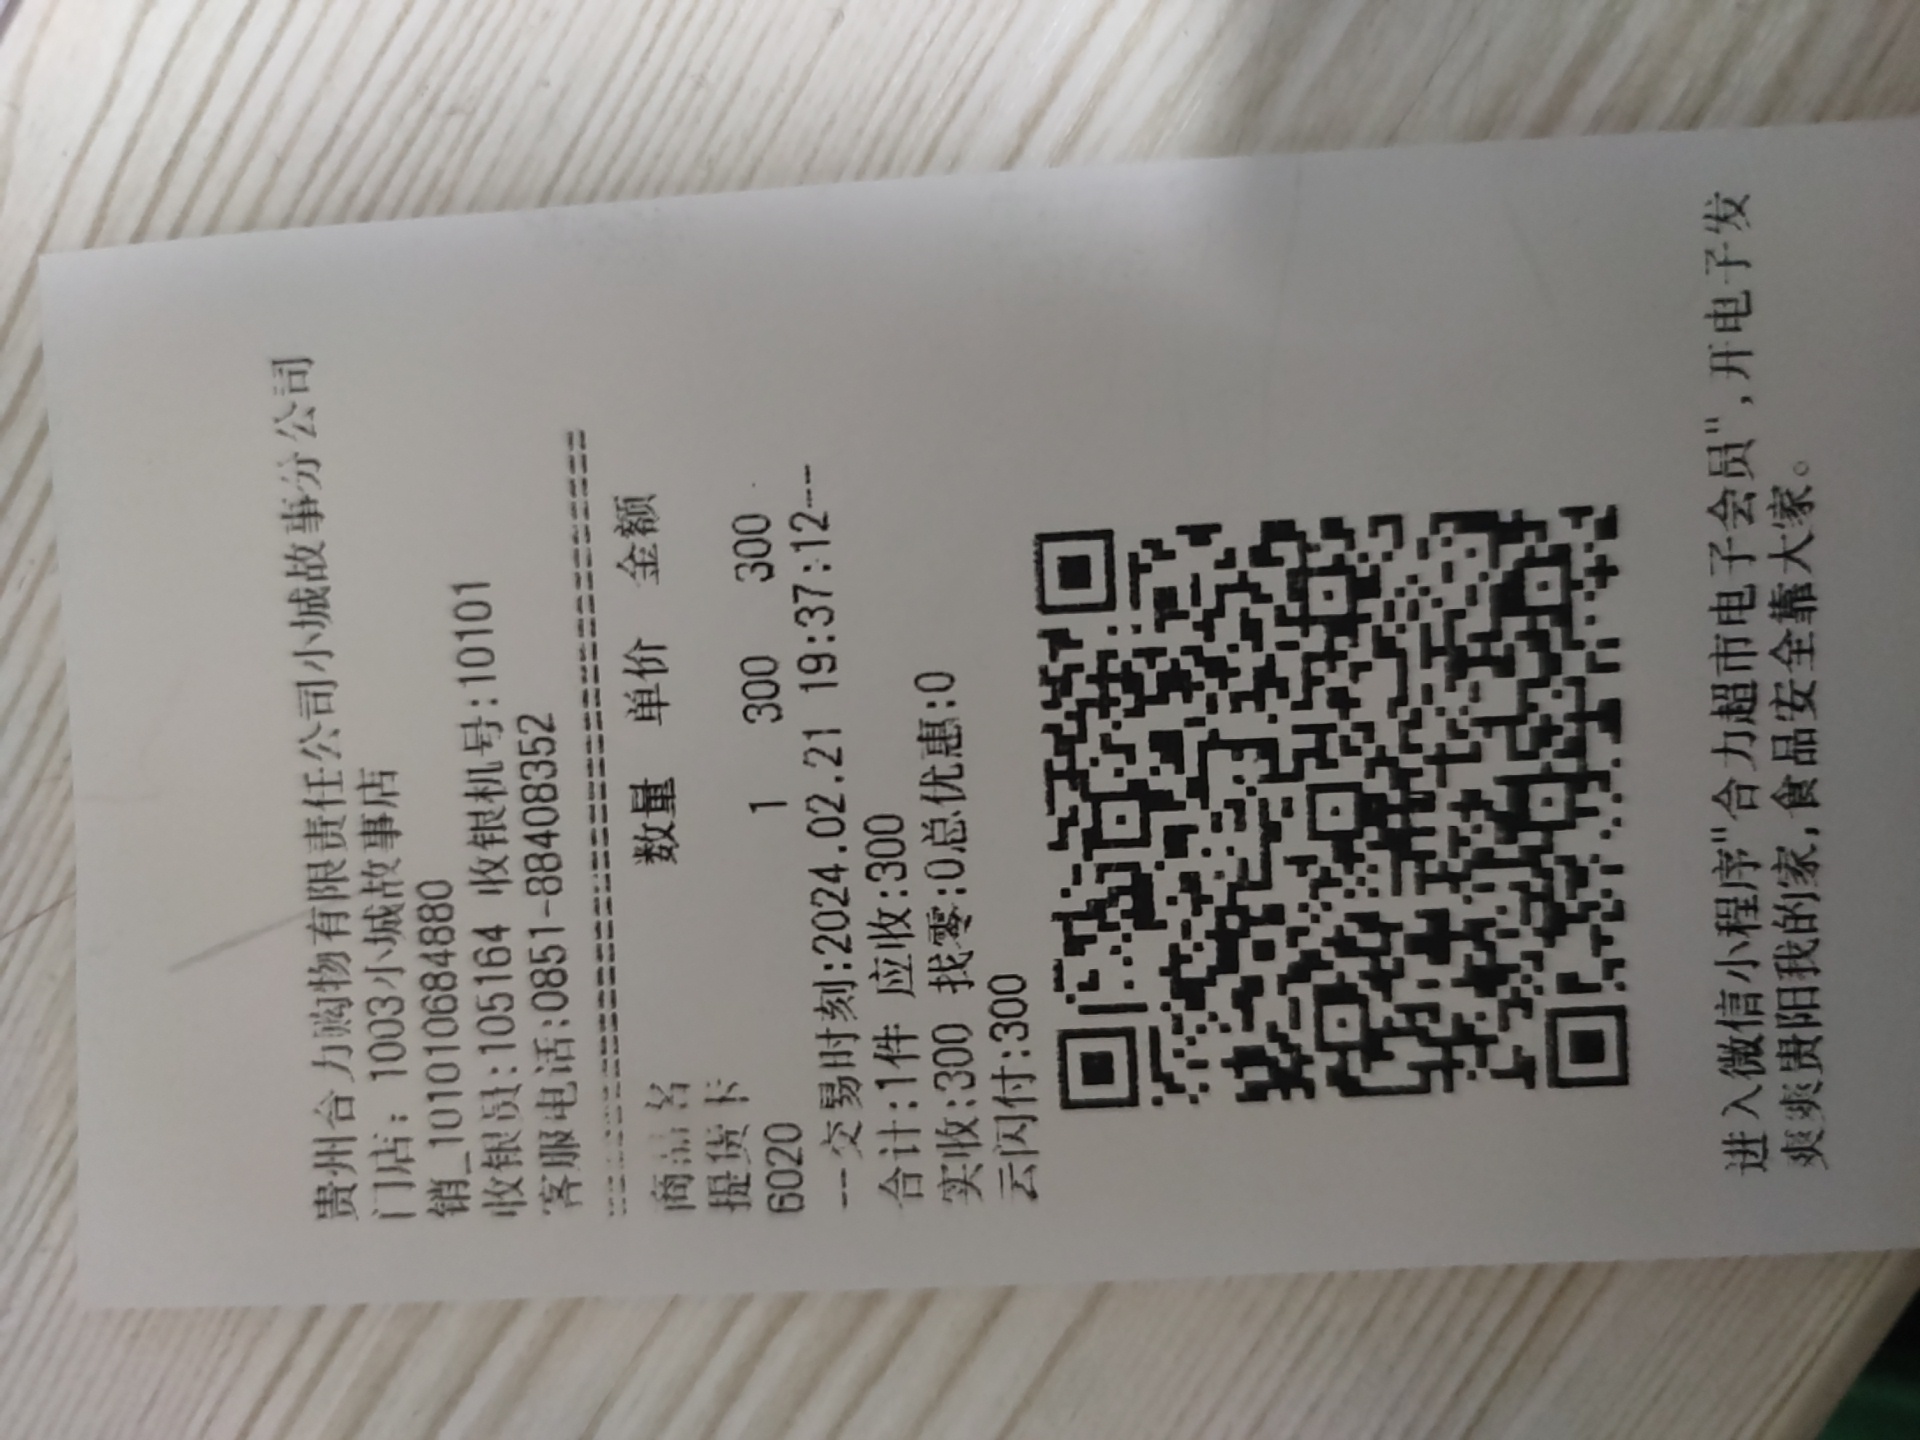 贵州合力购物有限责任公司小城故事分公司
门店: 1003小城故事店
销_1010106848​80
收银员:105164 收银机号:10101
客服电话:0851-88408352
商品名 数量 单价 金额
提货卡
6020 1 300 300
--交易时刻:2024.02.21 19:37:12---
合计:1件 应收:300
实收:300 找零:0总优惠:0
云闪付:300
进入微信小程序"合力超市电子会员",开电子发
爽爽贵阳我的家,食品安全靠大家。